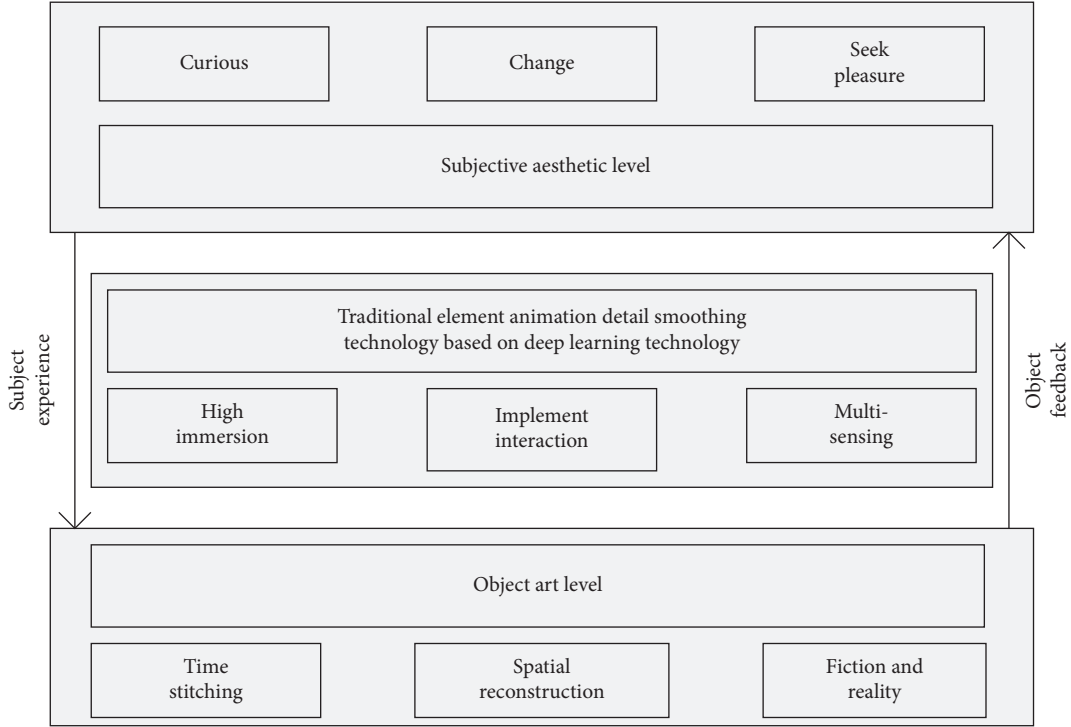 Curious
Change
Seek
pleasure
Subjective aesthetic level
Subject
experience
Traditional element animation detail smoothing
technology based on deep learning technology
High
immersion
Implement
interaction
Multi-
sensing
Object
feedback
Object art level
Time
stitching
Spatial
reconstruction
Fiction and
reality